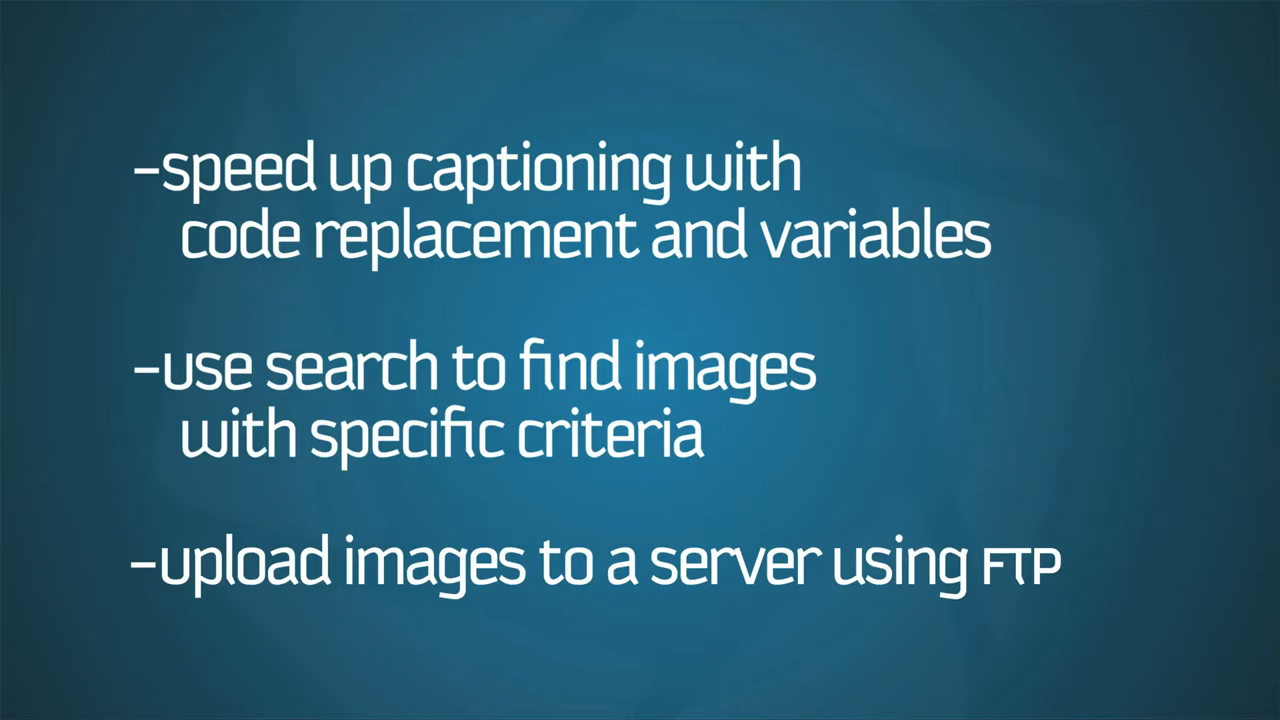 -speed up captioning with
code replacement and variables
-use search to find images
with specific criteria
-upload images to a server using FTP